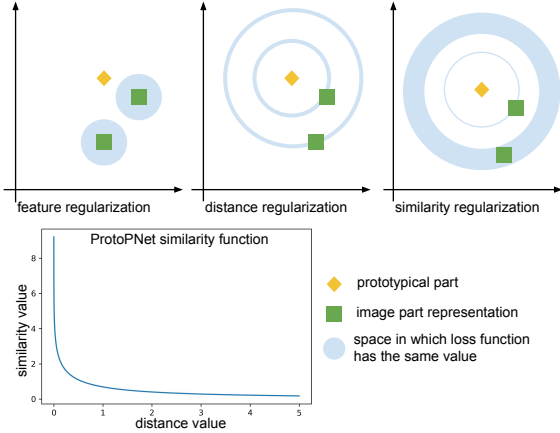 feature regularization
distance regularization
similarity regularization
ProtoPNet similarity function
similarity value
8
6
4
2
0
0
1
2
3
4
5
distance value
prototypical part
image part representation
space in which loss function
has the same value